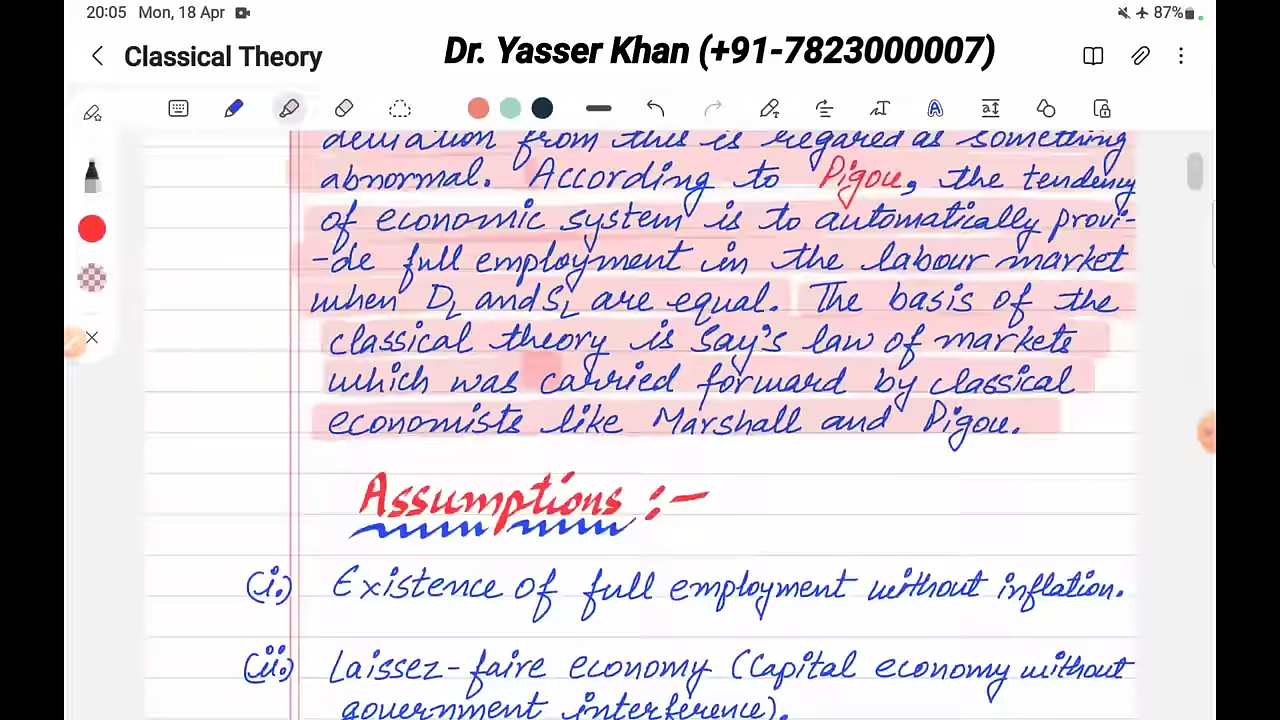 20:05 Mon, 18 Apr
87%
Classical Theory
Dr. Yasser Khan (+91-7823000007)
deviation from this is regared as something
abnormal. According to Pigou, the tendency
of economic system is to automatically provi-
-de full employment in the labour market
when DL and SL are equal. The basis of the
classical theory is Say's law of markets
which was carried forward by classical
economists like Marshall and Pigou.
Assumptions :-
(i.) Existence of full employment without inflation.
(ii.) Laissez-faire economy (Capital economy without
government interference).